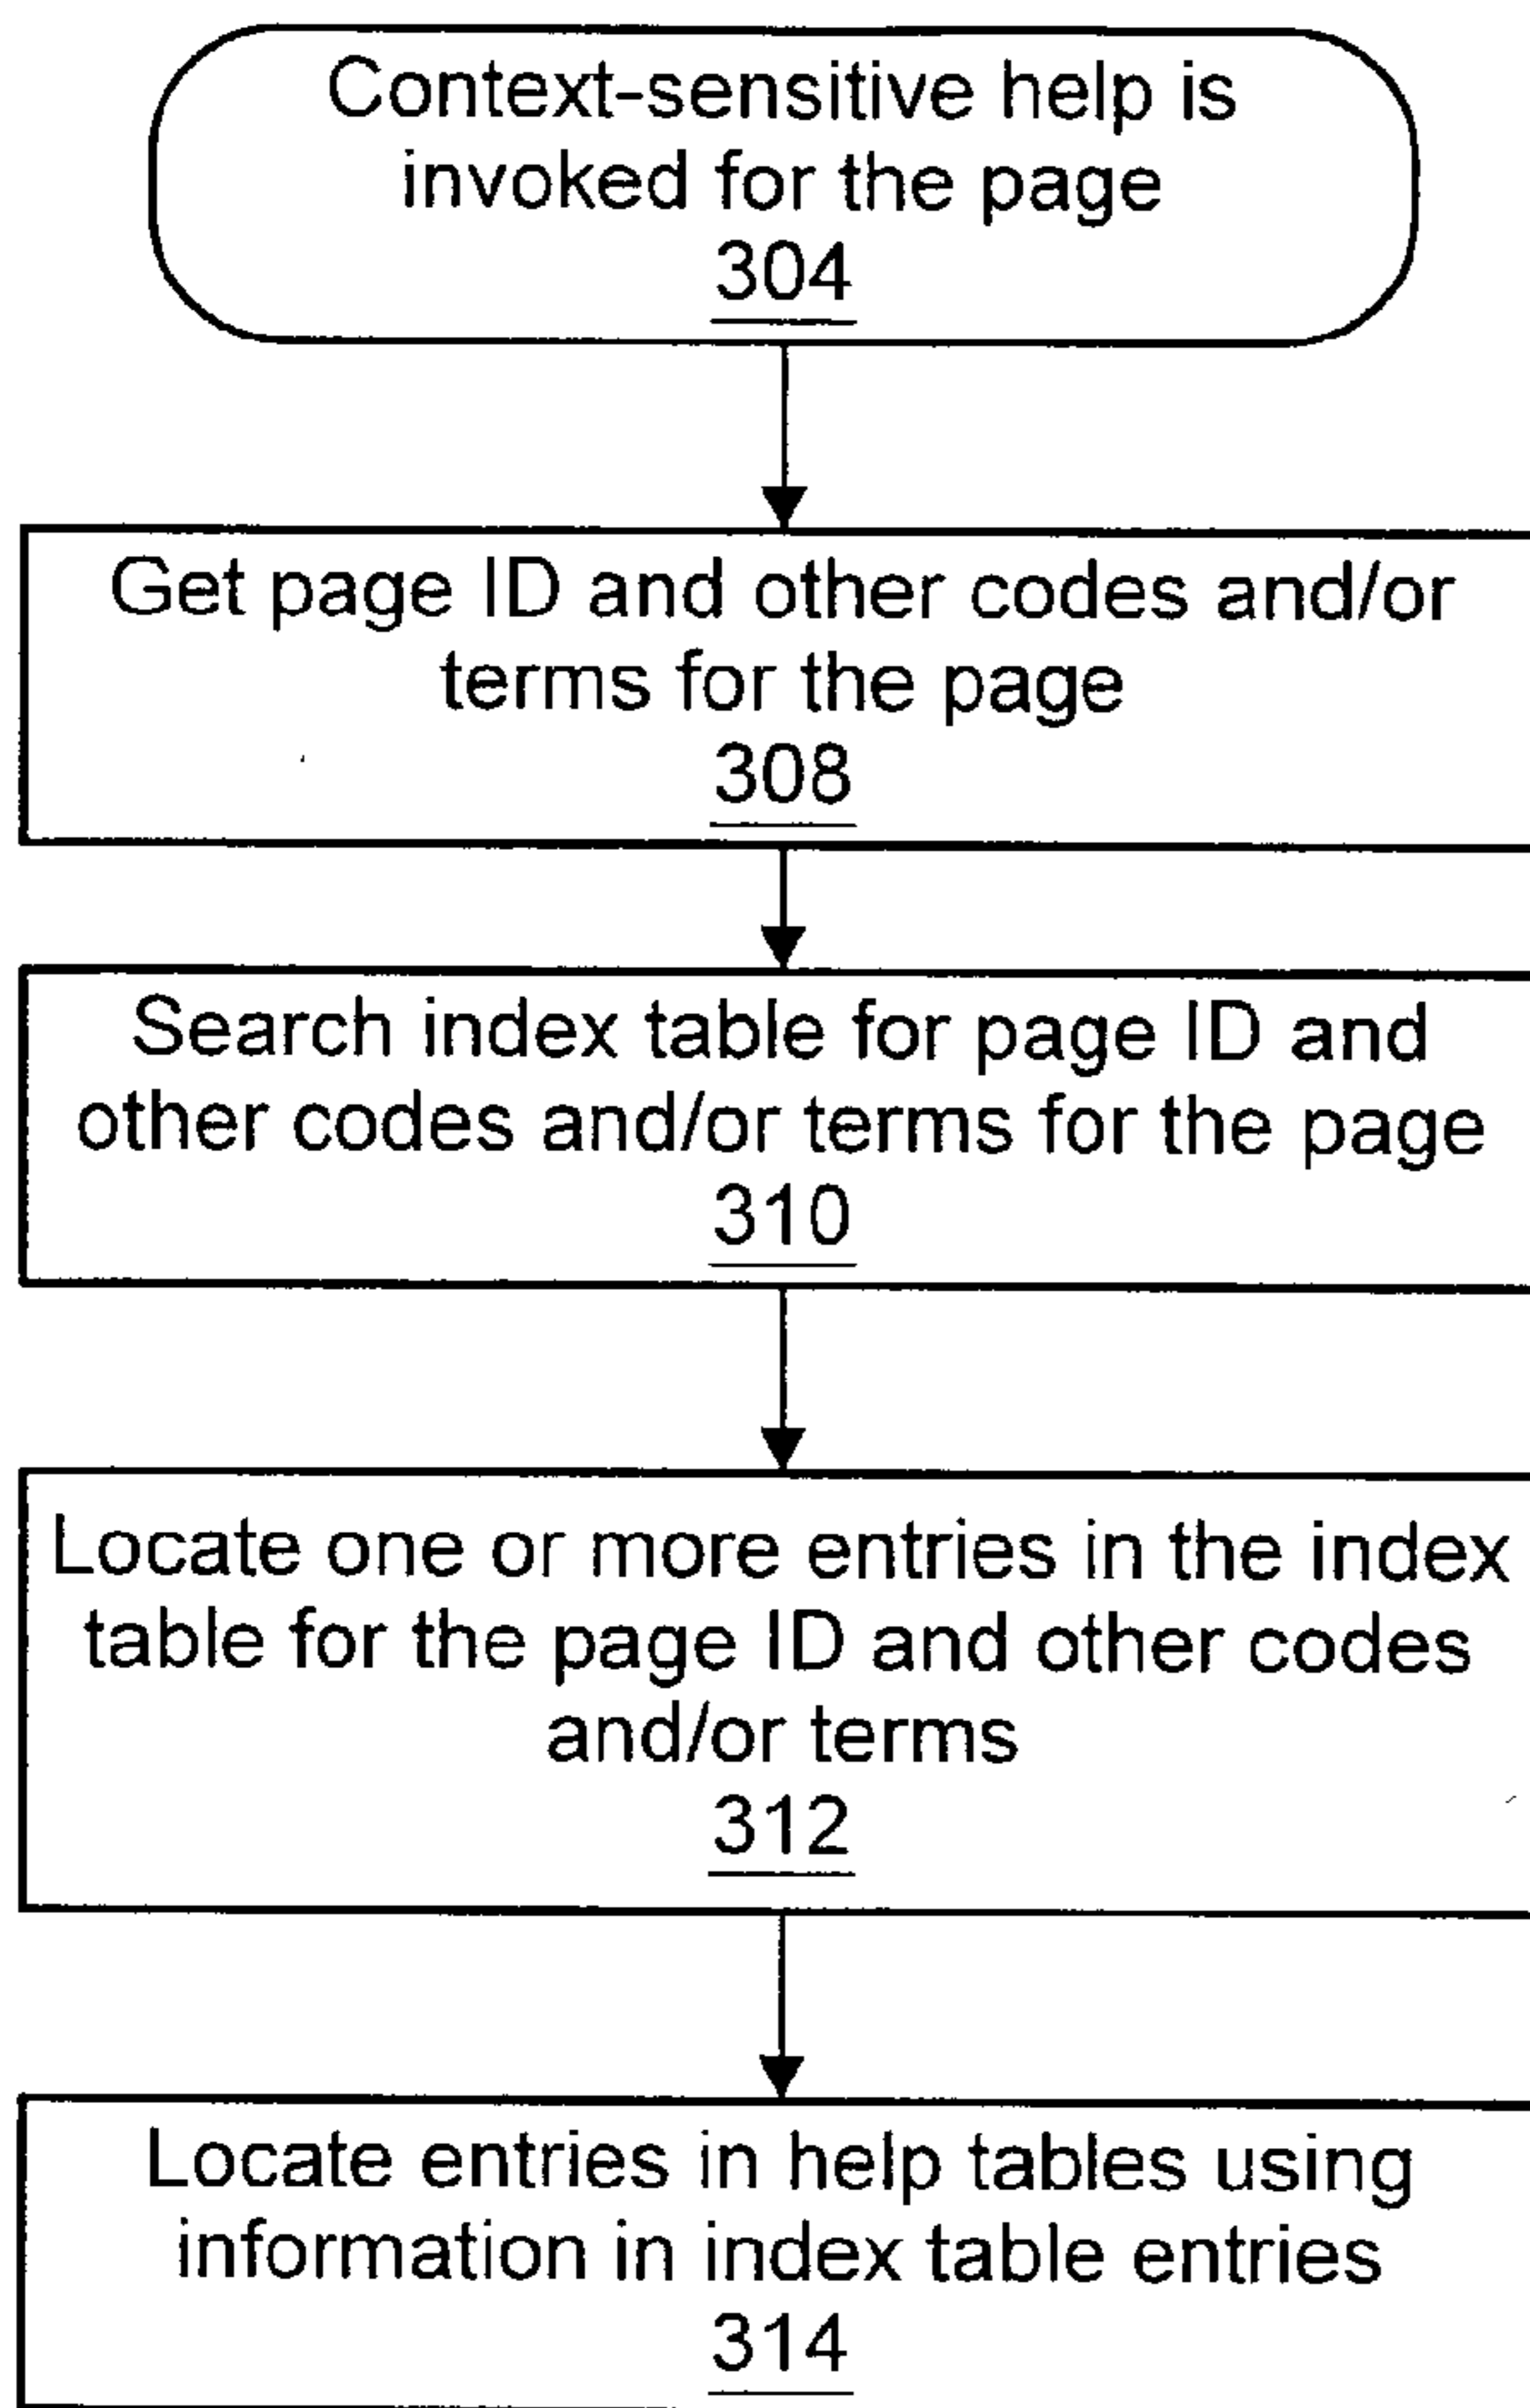 Context-sensitive help is
invoked for the page
304
Get page ID and other codes and/or
terms for the page
308
Search index table for page ID and
other codes and/or terms for the page
310
Locate one or more entries in the index
table for the page ID and other codes
and/or terms
312
Locate entries in help tables using
information in index table entries
314